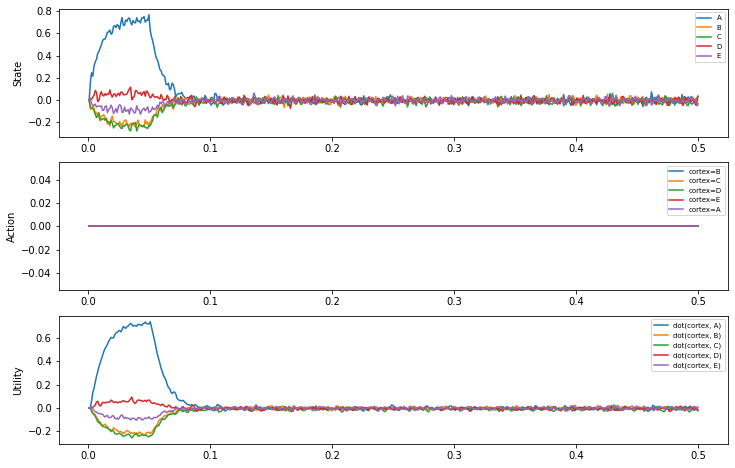 State
0.8
0.6
0.4
0.2
0.0
−0.2
A
B
C
D
E
0.0 0.1 0.2 0.3 0.4 0.5
Action
0.04
0.02
0.00
−0.02
−0.04
cortex=B
cortex=C
cortex=D
cortex=E
cortex=A
0.0 0.1 0.2 0.3 0.4 0.5
Utility
0.6
0.4
0.2
0.0
−0.2
dot(cortex, A)
dot(cortex, B)
dot(cortex, C)
dot(cortex, D)
dot(cortex, E)
0.0 0.1 0.2 0.3 0.4 0.5